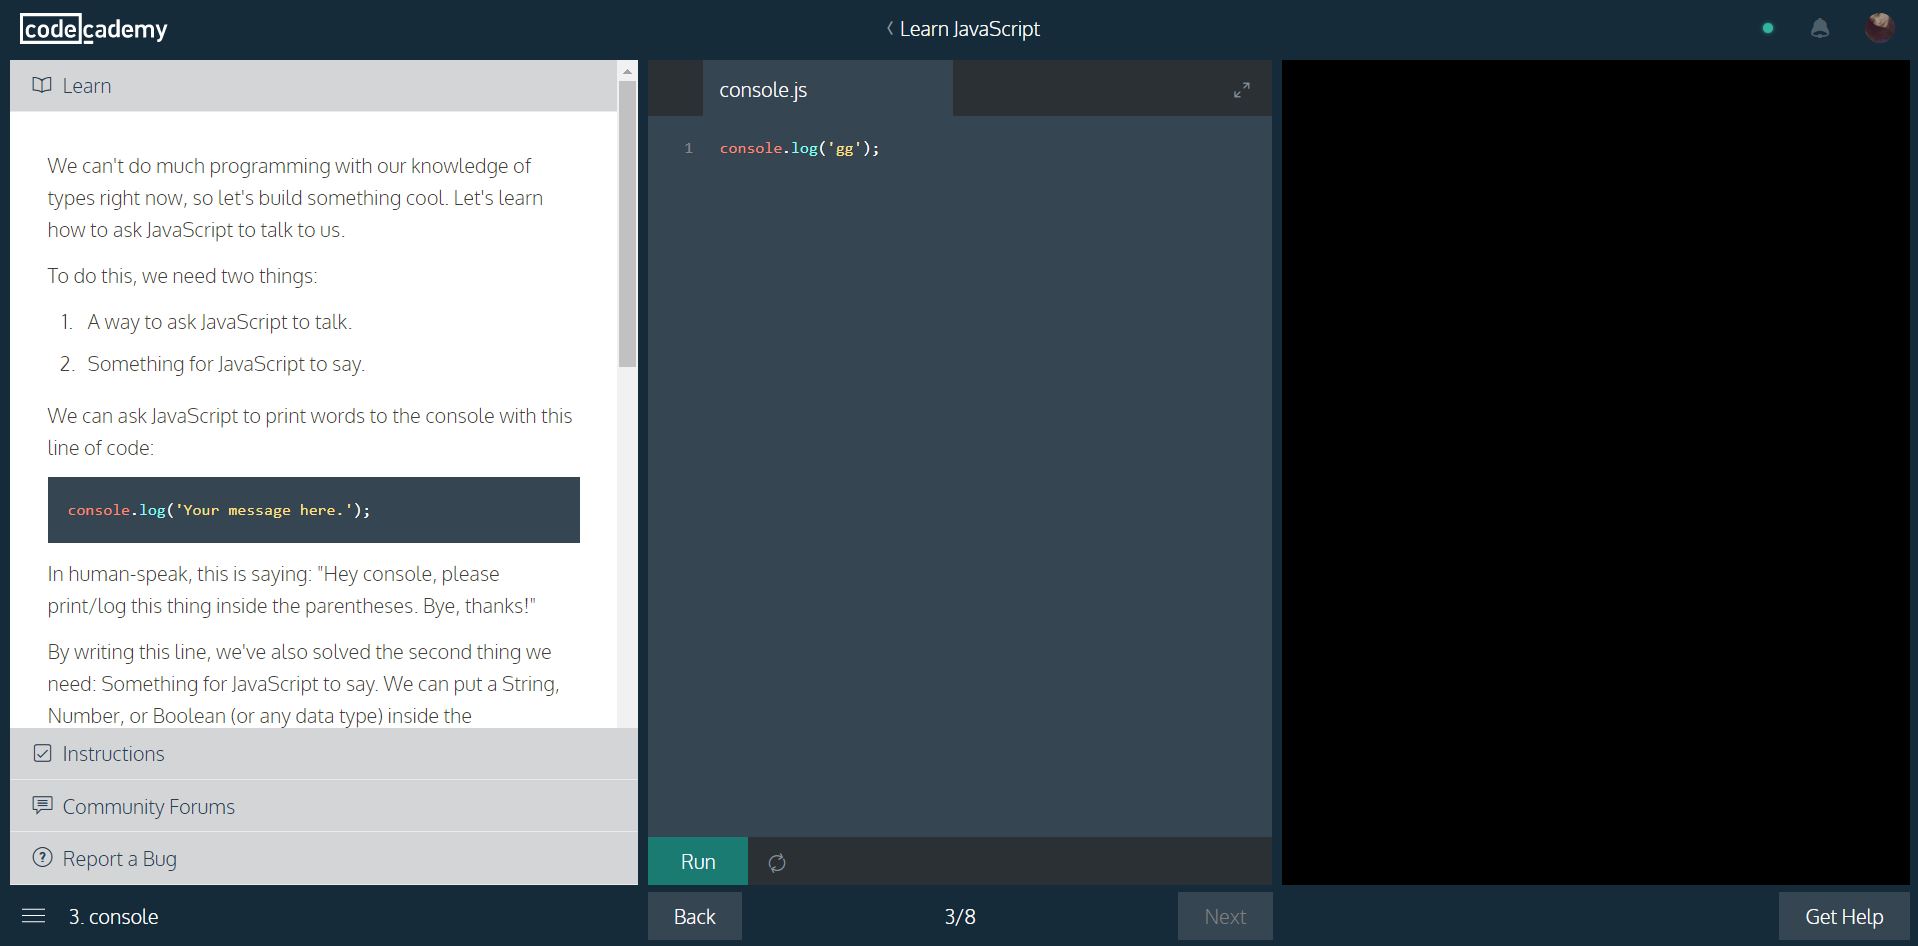 codecademy
Learn JavaScript
Learn
We can't do much programming with our knowledge of
types right now, so let's build something cool. Let's learn
how to ask JavaScript to talk to us.
To do this, we need two things:
1. A way to ask JavaScript to talk.
2. Something for JavaScript to say.
We can ask JavaScript to print words to the console with this
line of code:
console.log('Your message here.');
In human-speak, this is saying: "Hey console, please
print/log this thing inside the parentheses. Bye, thanks!"
By writing this line, we've also solved the second thing we
need: Something for JavaScript to say. We can put a String,
Number, or Boolean (or any data type) inside the
Instructions
Community Forums
Report a Bug
console.js
1 console.log('gg');
Run
3. console
Back
3/8
Next
Get Help